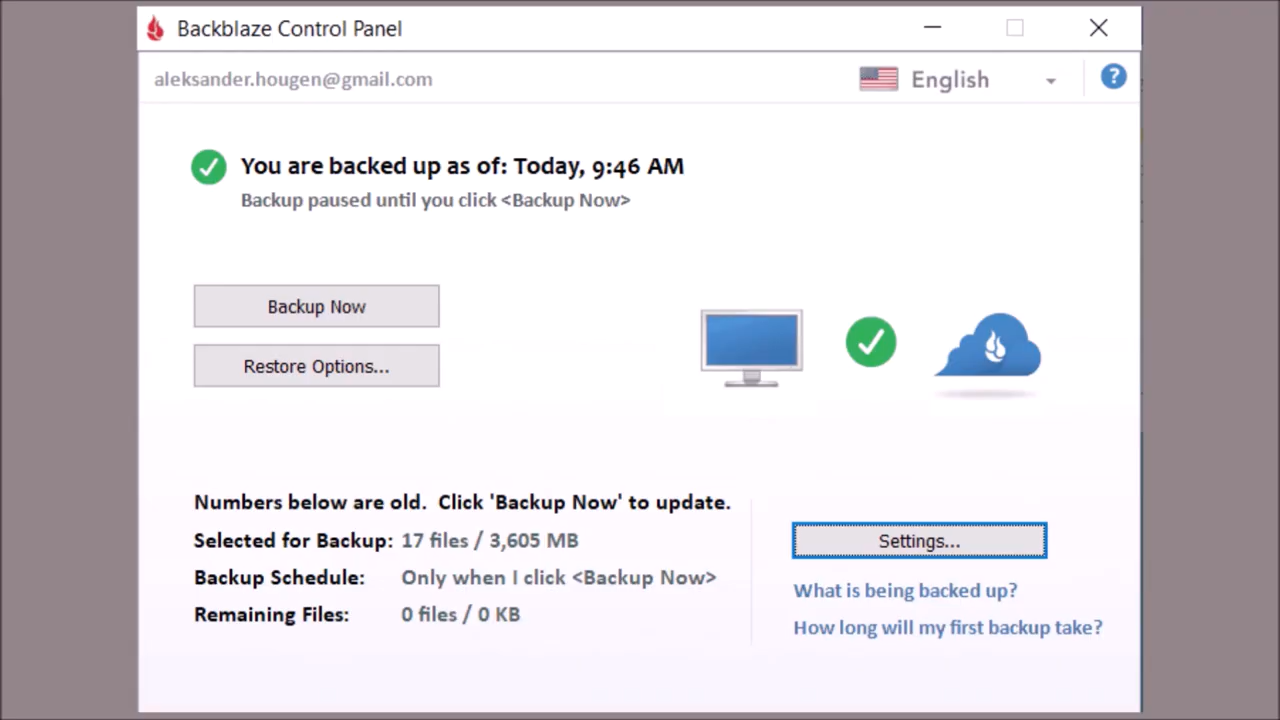 Backblaze Control Panel
aleksander.hougen@gmail.com
English
?
You are backed up as of: Today, 9:46 AM
Backup paused until you click <Backup Now>
Backup Now
Restore Options...
Numbers below are old. Click 'Backup Now' to update.
Selected for Backup: 17 files / 3,605 MB
Backup Schedule: Only when I click <Backup Now>
Remaining Files: 0 files / 0 KB
Settings...
What is being backed up?
How long will my first backup take?